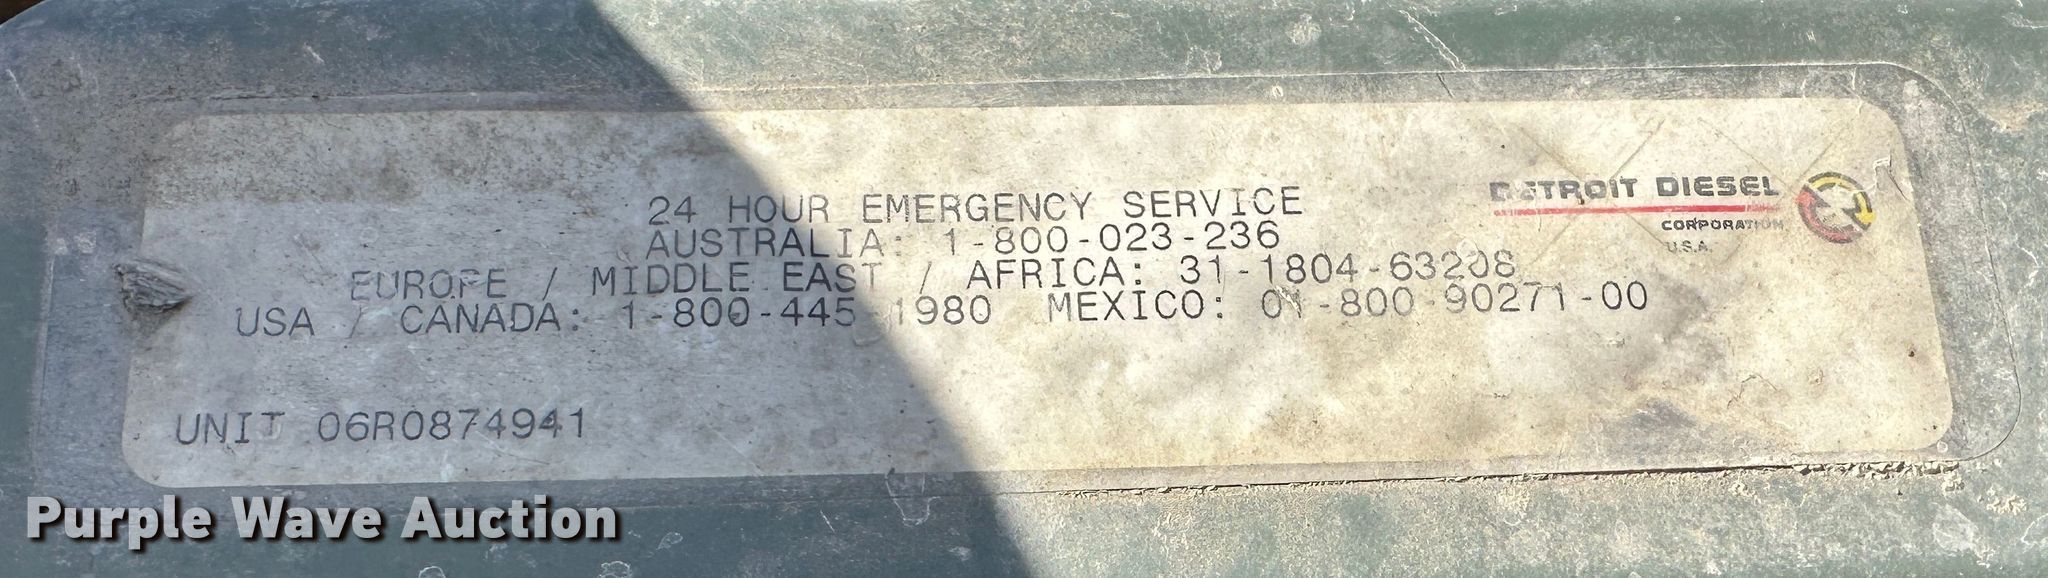 24 HOUR EMERGENCY SERVICE
AUSTRALIA: 1-800-023-236
EUROPE / MIDDLE EAST / AFRICA: 31-1804-63208
USA / CANADA: 1-800-445-1980 MEXICO: 01-800-90271-00
UNIT 06R0874941
DETROIT DIESEL
CORPORATION
U.S.A.
Purple Wave Auction